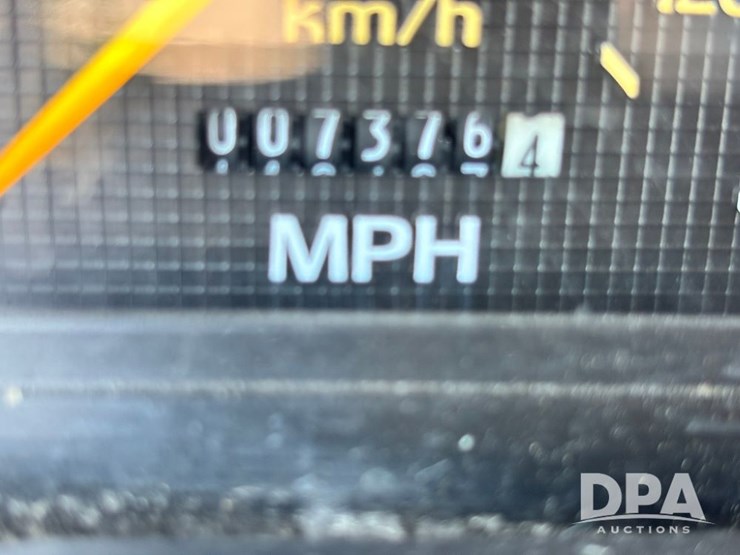 km/h
0073764
MPH
DPA
AUCTIONS